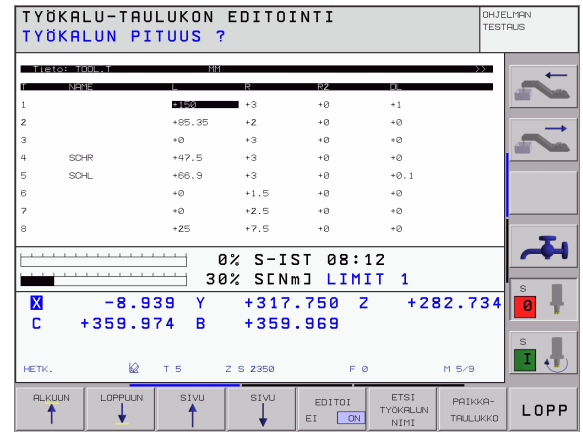 TYÖKALU-TAULUKON EDITOINTI
TYÖKALUN PITUUS ?
OHJELMAN
TESTAUS
Tieto: TOOL.T MM >>
T NAME L R R2 DL
1 +150 +3 +0 +1
2 +85.35 +2 +0 +0
3 +0 +3 +0 +0
4 SCHR +47.5 +3 +0 +0
5 SCHL +66.9 +3 +0 +0.1
6 +0 +1.5 +0 +0
7 +0 +2.5 +0 +0
8 +25 +7.5 +0 +0
0% S-IST 08:12
30% S[Nm] LIMIT 1
X -8.939 Y +317.750 Z +282.734
C +359.974 B +359.969
HETK. T 5 Z S 2350 F 0 M 5/9
S
0
S
I
ALKUUN
LOPPUUN
SIVU
SIVU
EDITOI
EI ON
ETSI
TYÖKALUN
NIMI
PAIKKA-
TAULUKKO
LOPP